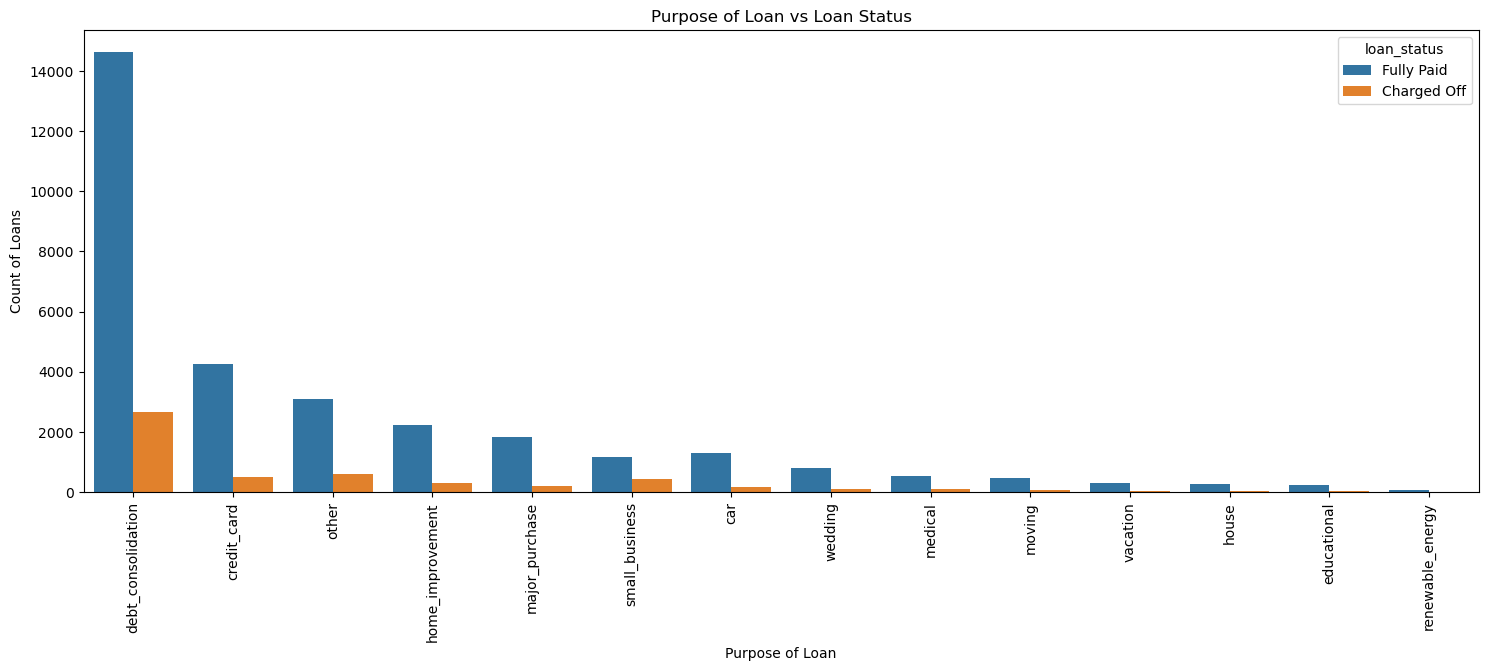 Purpose of Loan vs Loan Status
loan_status
Fully Paid
Charged Off
Count of Loans
14000
12000
10000
8000
6000
4000
2000
0
debt_consolidation
credit_card
other
home_improvement
major_purchase
small_business
car
wedding
medical
moving
vacation
house
educational
renewable_energy
Purpose of Loan